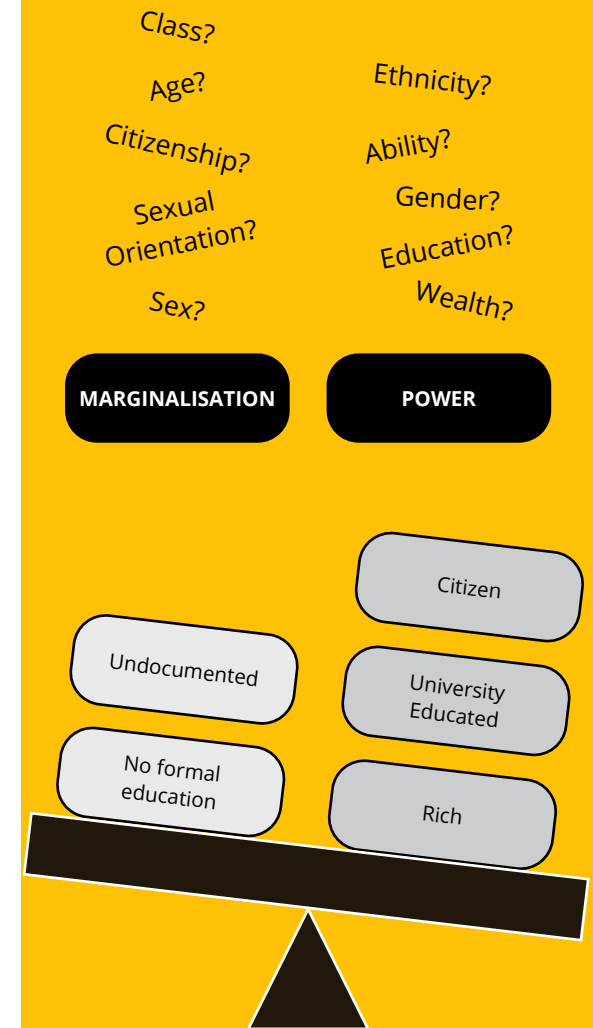 Class?
Age?
Citizenship?
Sexual
Orientation?
Sex?
Ethnicity?
Ability?
Gender?
Education?
Wealth?
MARGINALISATION
POWER
Undocumented
No formal
education
Citizen
University
Educated
Rich